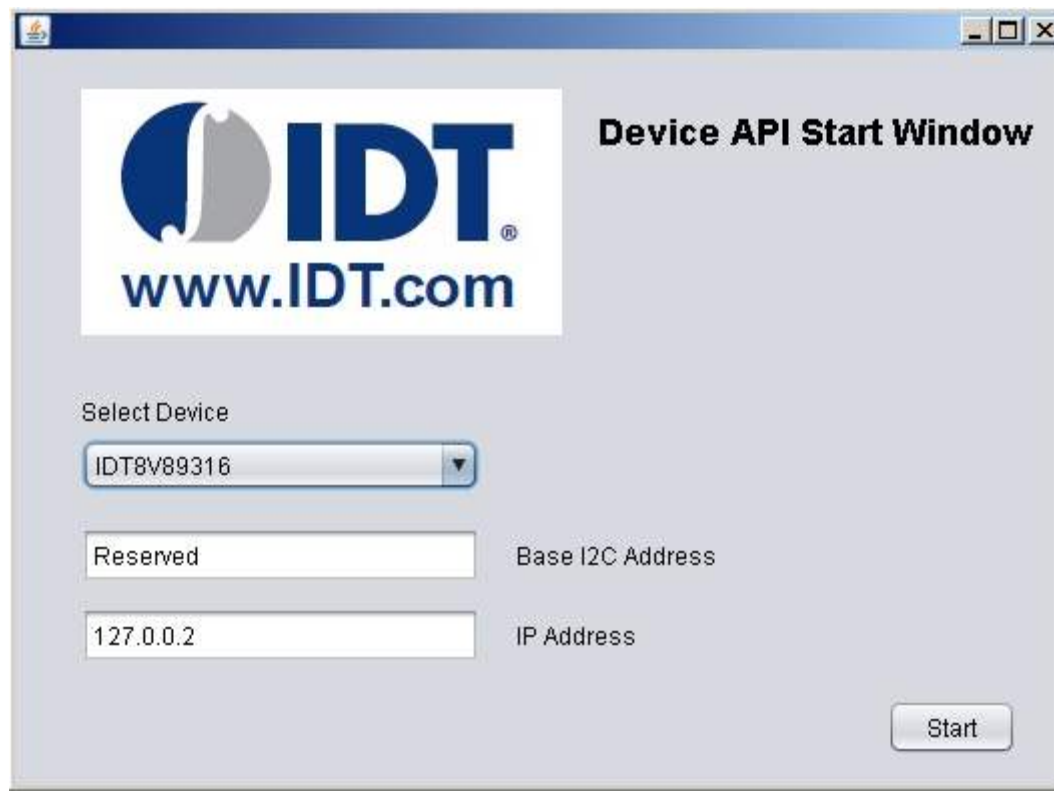 IDT®
www.IDT.com
Device API Start Window
Select Device
IDT8V89316
Reserved
Base I2C Address
127.0.0.2
IP Address
Start